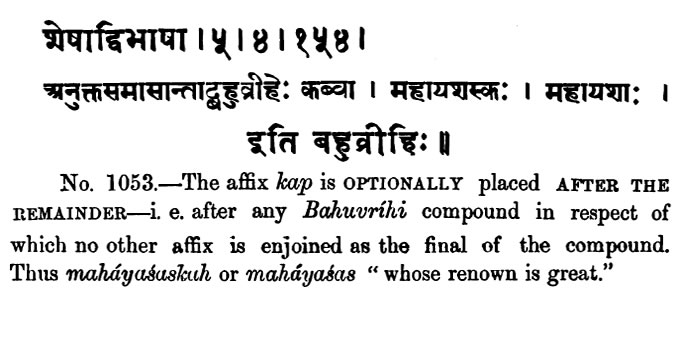 शेषाद्विभाषा । ५ । ४ । १५४ ।
अनुक्तसमासान्ताद्बहुव्रीहेः कब्वा । महायशस्कः । महायशाः ।
इति बहुव्रीहिः ॥
No. 1053.—The affix kap is OPTIONALLY placed AFTER THE
REMAINDER—i. e. after any Bahuvríhi compound in respect of
which no other affix is enjoined as the final of the compound.
Thus maháyaśaskah or maháyaśas “ whose renown is great.”